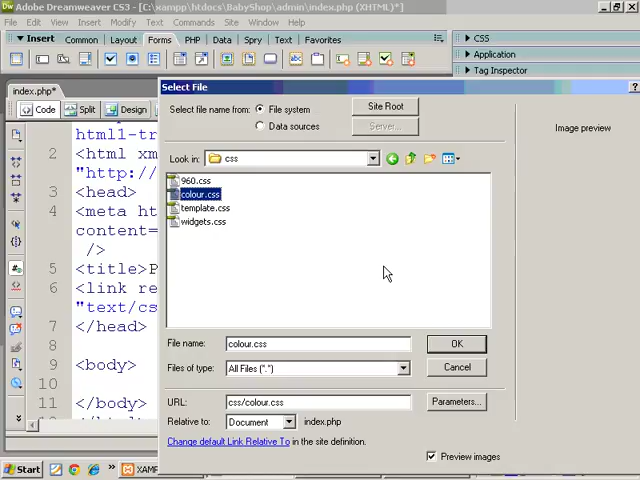 Adobe Dreamweaver CS3 - [C:\xampp\htdocs\BabyShop\admin\index.php (XHTML)*]
File Edit View Insert Modify Text Commands Site Window Help
Insert Common Layout Forms PHP Data Spry Text Favorites
CSS
Application
Tag Inspector
index.php*
Code Split Design
Select File
Select file name from: File system Site Root
Data sources Server...
Image preview
Look in: css
960.css
colour.css
template.css
widgets.css
File name: colour.css OK
Files of type: All Files (*.*) Cancel
URL: css/colour.css Parameters...
Relative to: Document index.php
Change default Link Relative To in the site definition.
Preview images
html1-tr
2 <html xm
"http:/
3 <head>
4 <meta ht
content=
/>
5 <title>P
6 <link re
"text/cs
7 </head>
8
9 <body>
10
11 </body>
Start XAMP